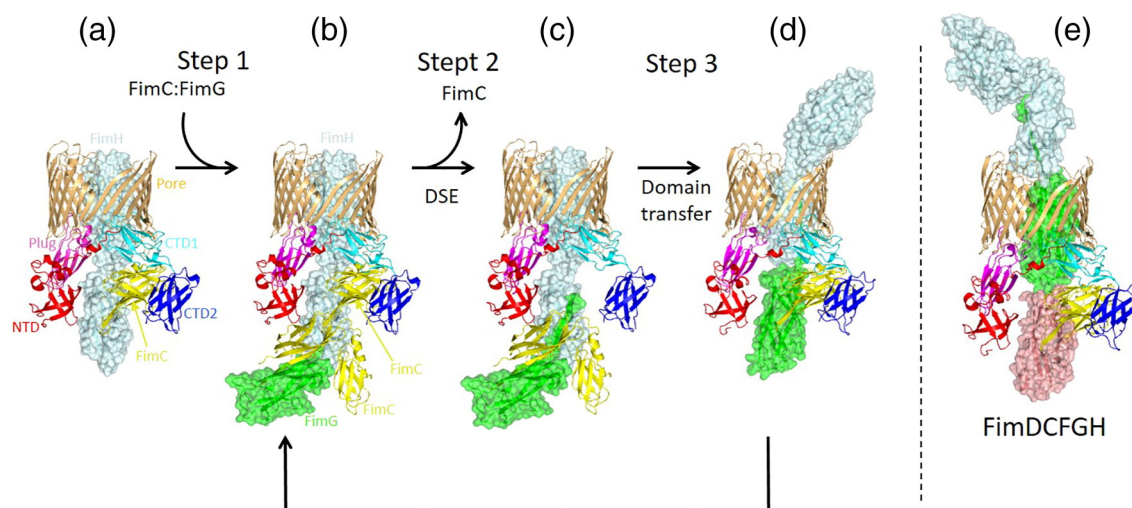 (a)
(b)
(c)
(d)
(e)
Step 1
FimC:FimG
Stept 2
FimC
DSE
Step 3
Domain
transfer
FimH
Pore
Plug
CTD1
NTD
CTD2
FimC
FimH
FimC
FimC
FimG
FimDCFGH